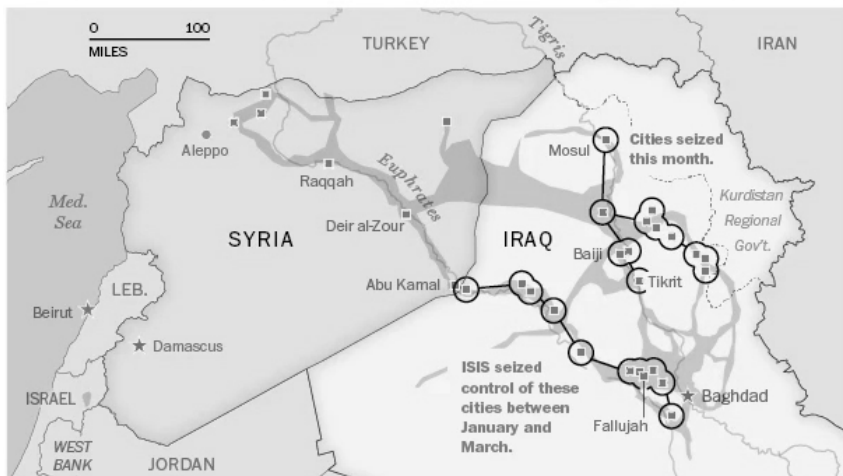 0 100
MILES
TURKEY
Tigris
IRAN
Aleppo
Mosul
Cities seized
this month.
Raqqah
Euphrates
Kurdistan
Regional
Gov't.
Med.
Sea
Deir al-Zour
SYRIA
IRAQ
Baiji
Abu Kamal
Tikrit
LEB.
Beirut
Damascus
ISIS seized
control of these
cities between
January and
March.
Baghdad
Fallujah
ISRAEL
WEST
BANK
JORDAN